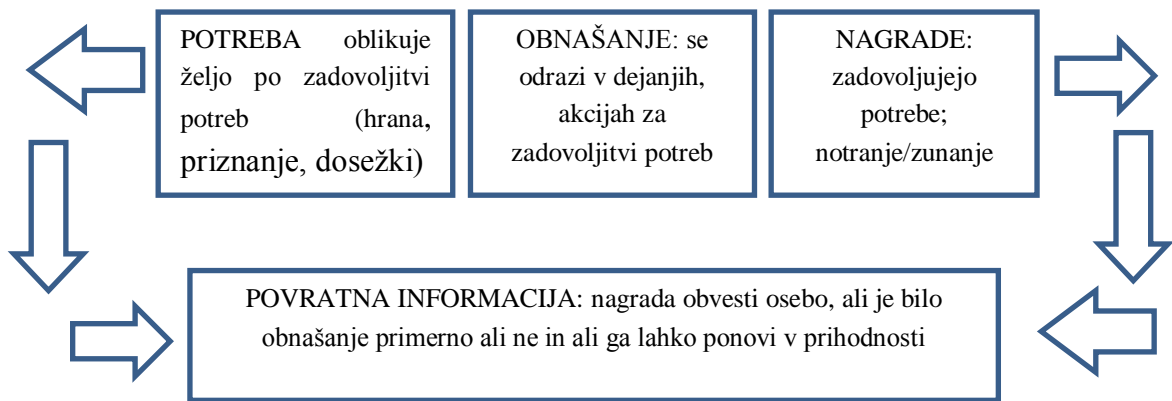 POTREBA oblikuje
željo po zadovoljitvi
potreb (hrana,
priznanje, dosežki)
OBNAŠANJE: se
odrazi v dejanjih,
akcijah za
zadovoljitvi potreb
NAGRADE:
zadovoljujejo
potrebe;
notranje/zunanje
POVRATNA INFORMACIJA: nagrada obvesti osebo, ali je bilo
obnašanje primerno ali ne in ali ga lahko ponovi v prihodnosti